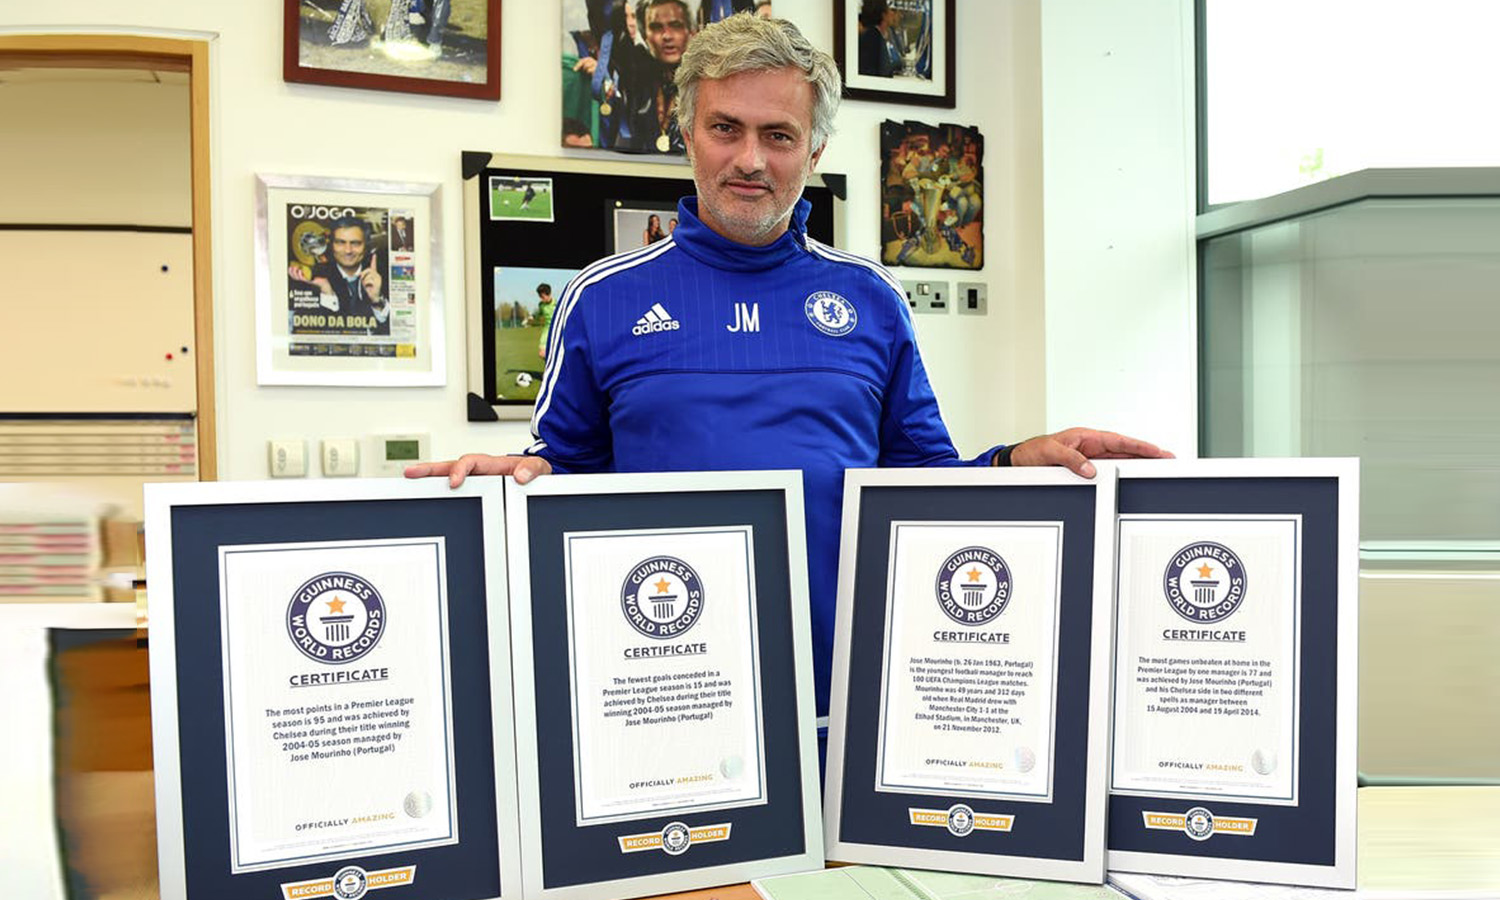 O JOGO
DONO DA BOLA
adidas
JM
CHELSEA
FOOTBALL CLUB
GUINNESS
WORLD RECORDS
CERTIFICATE
The most points in a Premier League
season is 95 and was achieved by
Chelsea during their title winning
2004-05 season managed by
Jose Mourinho (Portugal)
OFFICIALLY AMAZING
RECORD HOLDER
GUINNESS
WORLD RECORDS
CERTIFICATE
The fewest goals conceded in a
Premier League season is 15 and was
achieved by Chelsea during their title
winning 2004-05 season managed by
Jose Mourinho (Portugal)
OFFICIALLY AMAZING
RECORD HOLDER
GUINNESS
WORLD RECORDS
CERTIFICATE
Jose Mourinho (b. 26 Jan 1963, Portugal)
is the youngest football manager to reach
100 UEFA Champions League matches.
Mourinho was 49 years and 312 days
old when Real Madrid drew with
Manchester City 1-1 at the
Etihad Stadium, in Manchester, UK,
on 21 November 2012.
OFFICIALLY AMAZING
RECORD HOLDER
GUINNESS
WORLD RECORDS
CERTIFICATE
The most games unbeaten at home in the
Premier League by one manager is 77 and
was achieved by Jose Mourinho (Portugal)
and his Chelsea side in two different
spells as manager between
15 August 2004 and 19 April 2014.
OFFICIALLY AMAZING
RECORD HOLDER